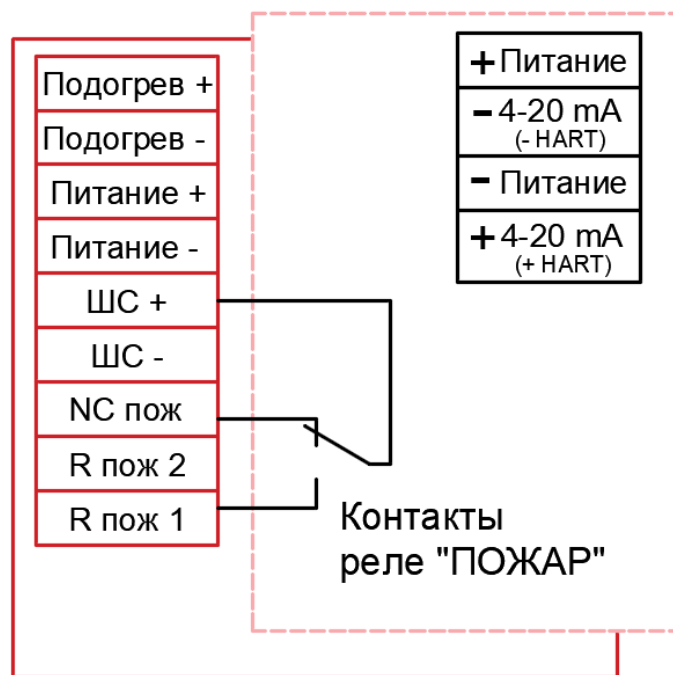 Подогрев +
Подогрев -
Питание +
Питание -
ШС +
ШС -
NC пож
R пож 2
R пож 1
+ Питание
- 4-20 mA
(- HART)
- Питание
+ 4-20 mA
(+ HART)
Контакты
реле "ПОЖАР"